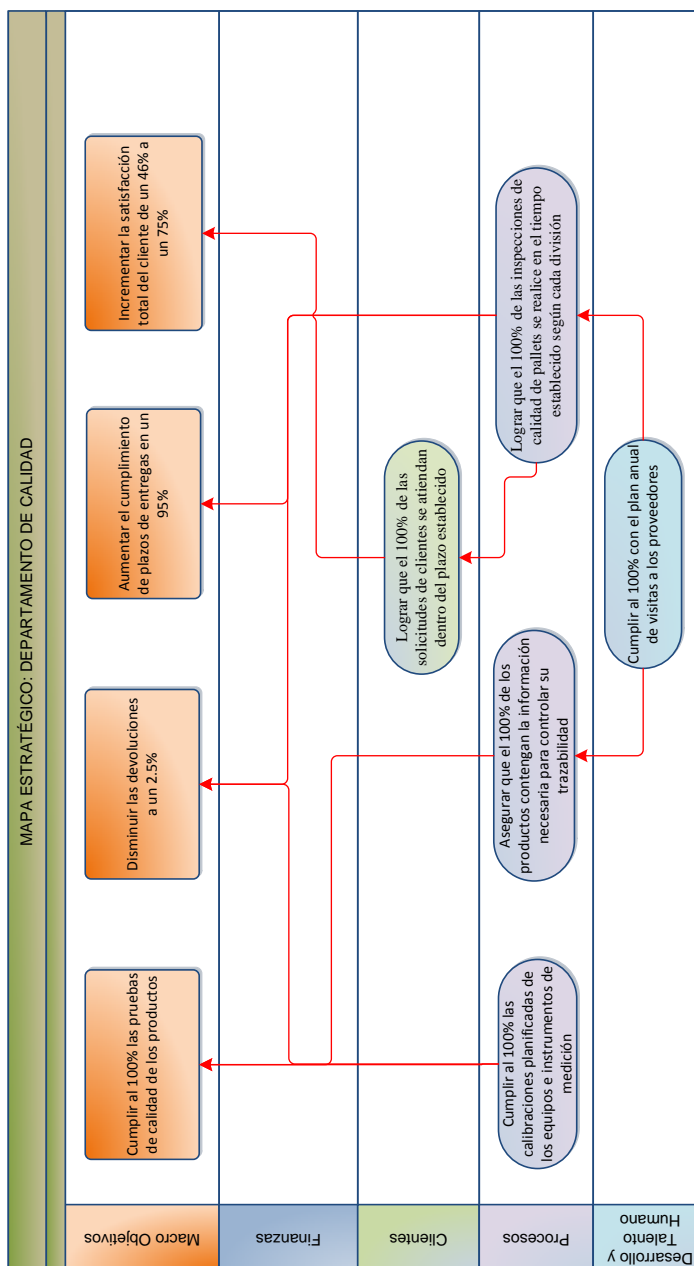 MAPA ESTRATÉGICO: DEPARTAMENTO DE CALIDAD
Macro Objetivos
Cumplir al 100% las pruebas
de calidad de los productos
Disminuir las devoluciones
a un 2.5%
Aumentar el cumplimiento
de plazos de entregas en un
95%
Incrementar la satisfacción
total del cliente de un 46% a
un 75%
Finanzas
Clientes
Lograr que el 100% de las
solicitudes de clientes se atiendan
dentro del plazo establecido
Procesos
Cumplir al 100% las
calibraciones planificadas de
los equipos e instrumentos de
medición
Asegurar que el 100% de los
productos contengan la información
necesaria para controlar su
trazabilidad
Lograr que el 100% de las inspecciones de
calidad de pallets se realice en el tiempo
establecido según cada división
Desarrollo y
Talento
Humano
Cumplir al 100% con el plan anual
de visitas a los proveedores